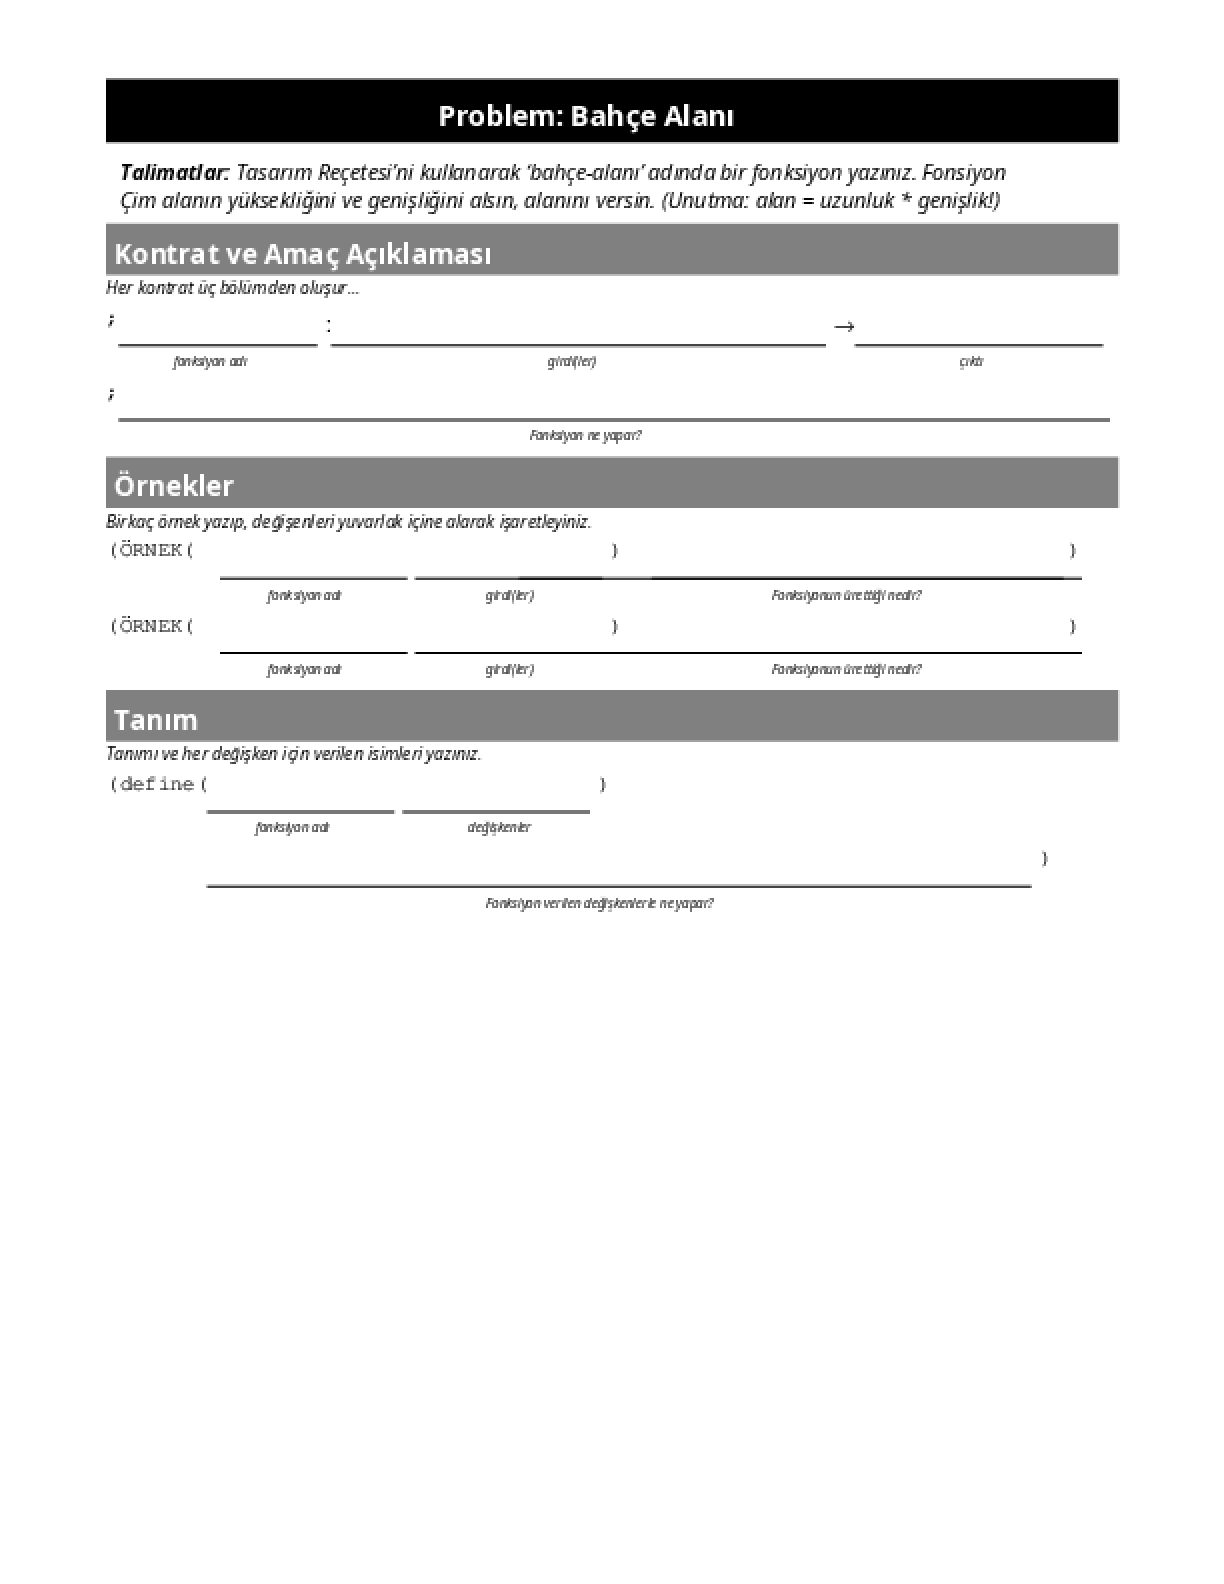 Problem: Bahçe Alanı
Talimatlar: Tasarım Reçetesi’ni kullanarak ‘bahçe-alanı’ adında bir fonksiyon yazınız. Fonsiyon
Çim alanın yüksekliğini ve genişliğini alsın, alanını versin. (Unutma: alan = uzunluk * genişlik!)
Kontrat ve Amaç Açıklaması
Her kontrat üç bölümden oluşur...
; : →
fonksiyon adı girdi(ler) çıktı
;
Fonksiyon ne yapar?
Örnekler
Birkaç örnek yazıp, değişenleri yuvarlak içine alarak işaretleyiniz.
(ÖRNEK( ) )
fonksiyon adı girdi(ler) Fonksiyonun ürettiği nedir?
(ÖRNEK( ) )
fonksiyon adı girdi(ler) Fonksiyonun ürettiği nedir?
Tanım
Tanımı ve her değişken için verilen isimleri yazınız.
(define( )
fonksiyon adı değişkenler
)
Fonksiyon verilen değişkenlerle ne yapar?